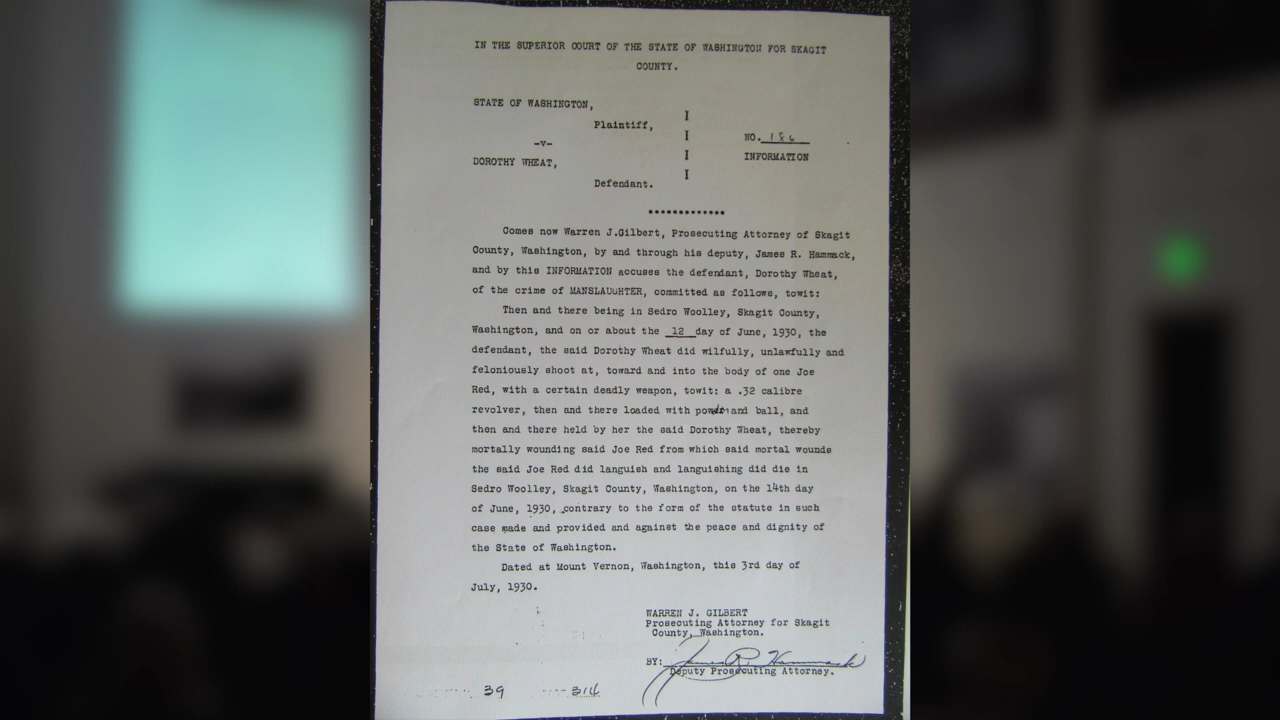 IN THE SUPERIOR COURT OF THE STATE OF WASHINGTON FOR SKAGIT
COUNTY.
STATE OF WASHINGTON,
Plaintiff,
-v-
NO.
DOROTHY WHEAT,
INFORMATION
Defendant.
Comes now Warren J.Gilbert, Prosecuting Attorney of Skagit
County, Washington, by and through his deputy, James R. Hammack,
and by this INFORMATION accuses the defendant, Dorothy Wheat,
of the crime of MANSLAUGHTER, committed as follows, towit:
Then and there being in Sedro Woolley, Skagit County,
Washington, and on or about the 12 day of June, 1930, the
defendant, the said Dorothy Wheat did wilfully, unlawfully and
feloniously shoot at, toward and into the body of one Joe
Red, with a certain deadly weapon, towit: a .32 calibre
revolver, then and there loaded with powder and ball, and
then and there held by her the said Dorothy Wheat, thereby
mortally wounding said Joe Red from which said mortal wounds
the said Joe Red did languish and languishing did die in
Sedro Woolley, Skagit County, Washington, on the 14th day
of June, 1930, contrary to the form of the statute in such
case made and provided and against the peace and dignity of
the State of Washington.
Dated at Mount Vernon, Washington, this 3rd day of
July, 1930.
WARREN J. GILBERT
Prosecuting Attorney for Skagit
County, Washington.
BY: James R. Hammack
Deputy Prosecuting Attorney.
39 314